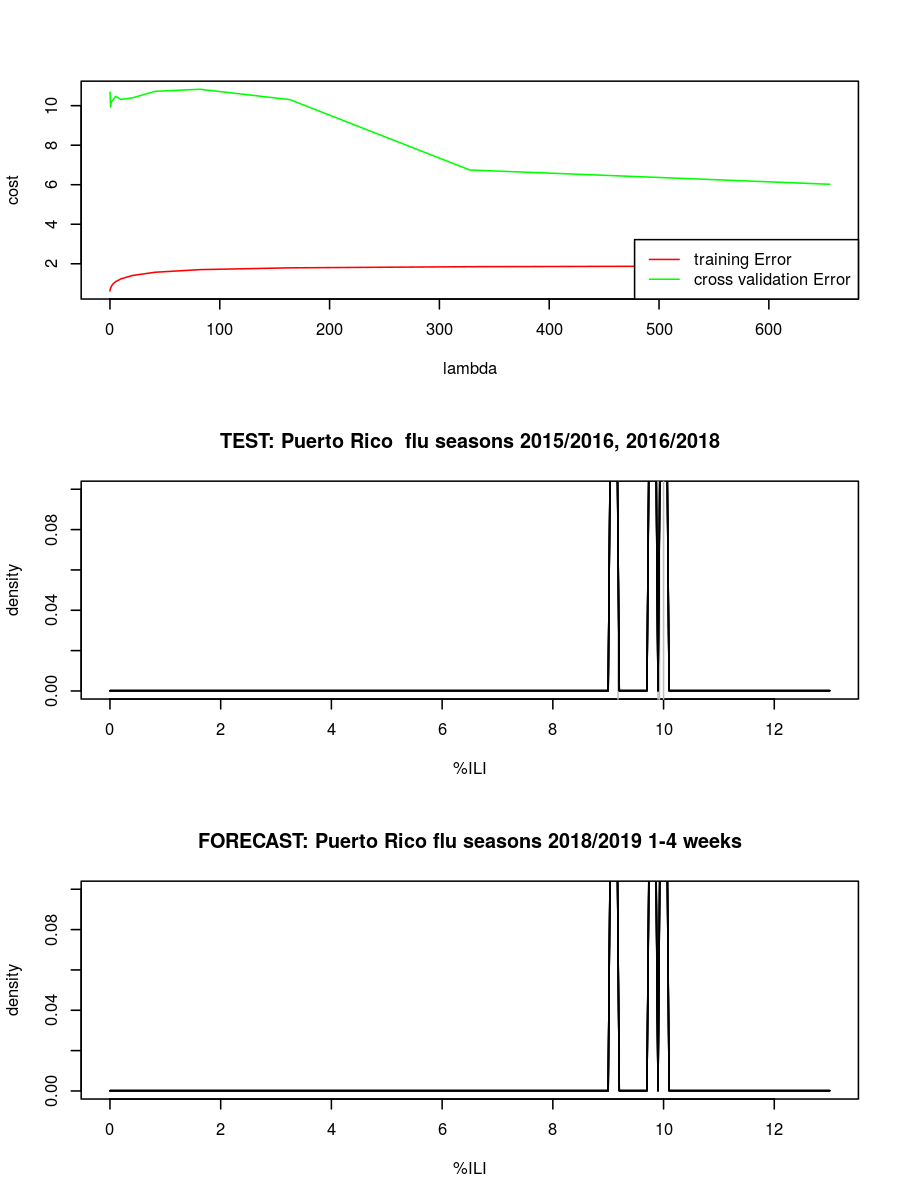 10
8
6
4
2
cost
training Error
cross validation Error
0 100 200 300 400 500 600
lambda
TEST: Puerto Rico  flu seasons 2015/2016, 2016/2018
0.08
0.04
0.00
density
0 2 4 6 8 10 12
%ILI
FORECAST: Puerto Rico flu seasons 2018/2019 1-4 weeks
0.08
0.04
0.00
density
0 2 4 6 8 10 12
%ILI